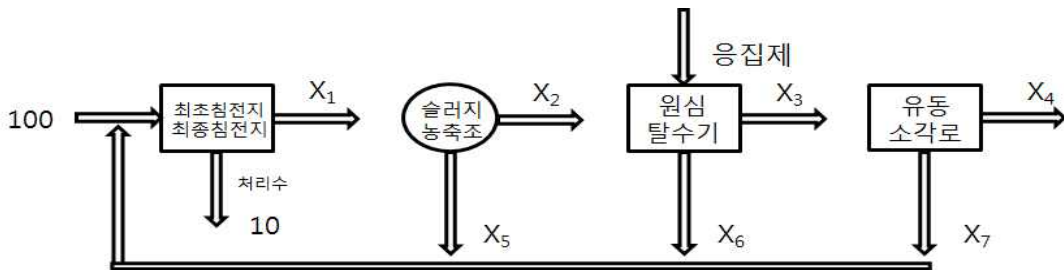 응집제
100
최초침전지
최종침전지
X1
슬러지
농축조
X2
원심
탈수기
X3
유동
소각로
X4
처리수
10
X5
X6
X7